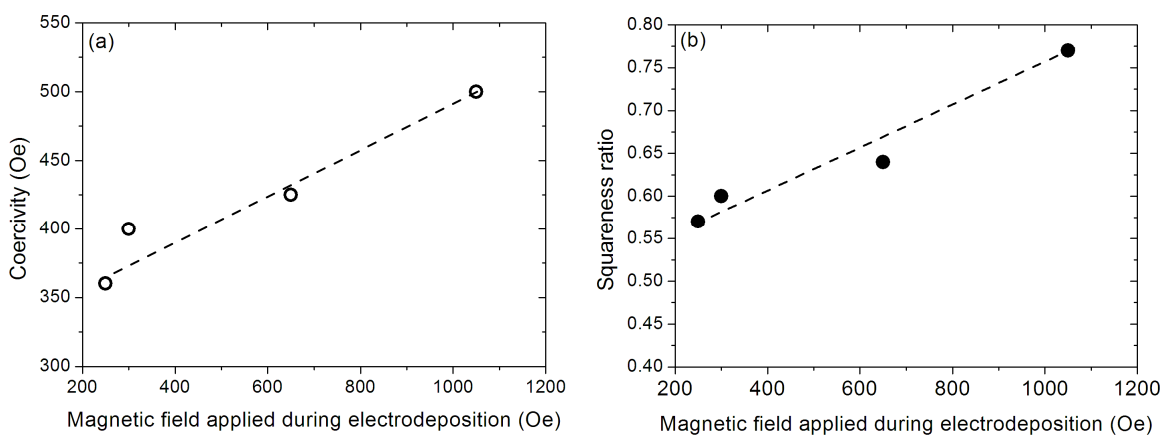 (a)
Coercivity (Oe)
550
500
450
400
350
300
200 400 600 800 1000 1200
Magnetic field applied during electrodeposition (Oe)
(b)
Squareness ratio
0.80
0.75
0.70
0.65
0.60
0.55
0.50
0.45
0.40
200 400 600 800 1000 1200
Magnetic field applied during electrodeposition (Oe)